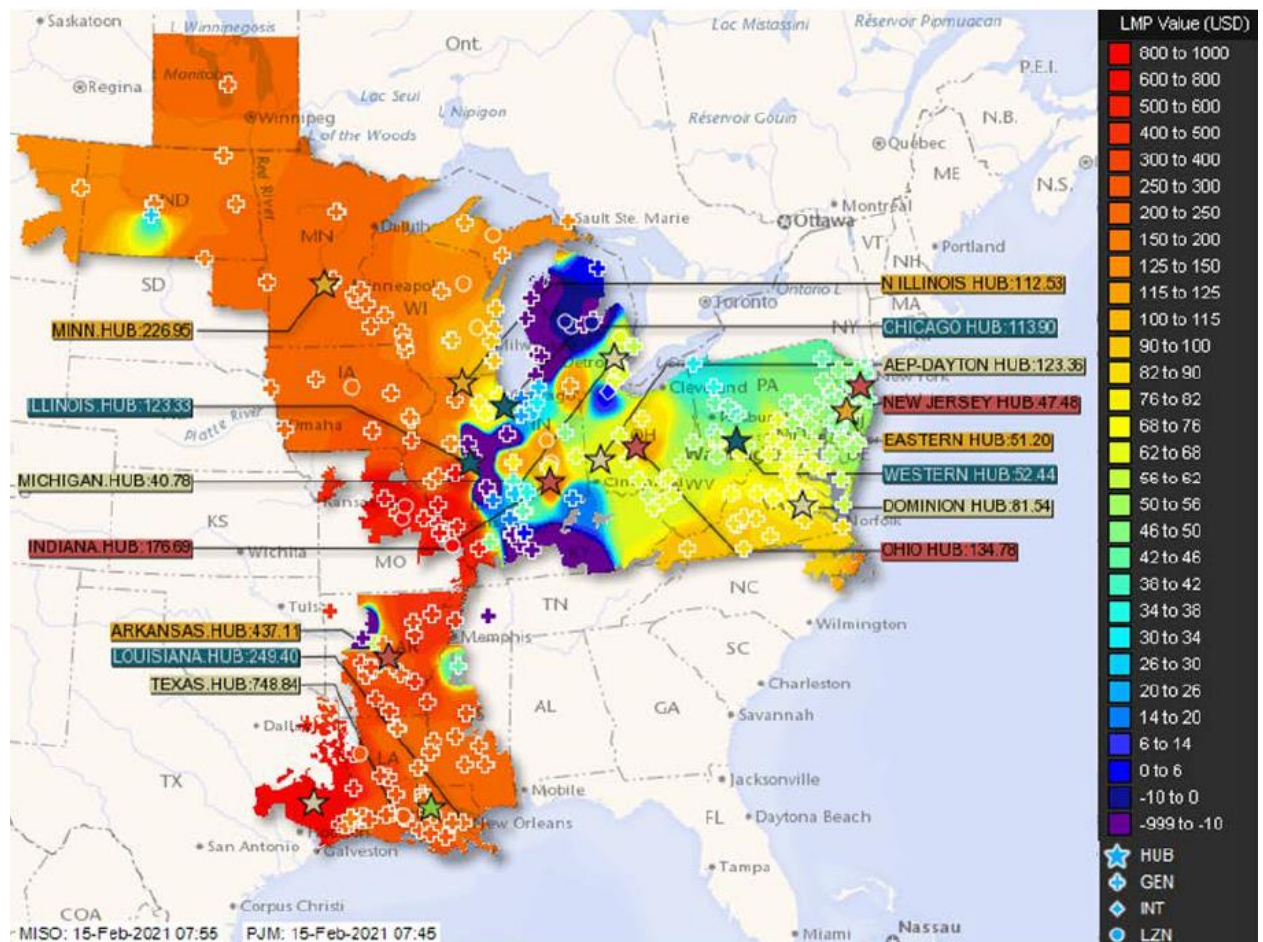 Saskatoon
L Winnipegosis
Ont.
Lac Mistassini
Réservoir Pipmuacan
LMP Value (USD)
L Manitoba
Regina
Lac Seul
L Nipigon
P.E.I.
Winnipeg
L of the Woods
Réservoir Gouin
N.B.
Québec
Red River
ME
N.S.
ND
Sault Ste. Marie
Montréal
Ottawa
MN
Duluth
VT
Portland
SD
WI
NH
N ILLINOIS HUB:112.53
Toronto
Ontario L
MA
MINN.HUB:226.95
NY
CHICAGO HUB:113.90
IA
AEP-DAYTON HUB:123.36
Cleveland
PA
NEW JERSEY HUB:47.48
ILLINOIS.HUB:123.33
Platte River
Omaha
IN
EASTERN HUB:51.20
WESTERN HUB:52.44
MICHIGAN.HUB:40.78
WV
DOMINION HUB:81.54
KS
Norfolk
INDIANA.HUB:176.69
Wichita
MO
OHIO HUB:134.78
NC
TN
Wilmington
ARKANSAS.HUB:437.11
Memphis
LOUISIANA.HUB:249.40
SC
TEXAS.HUB:748.84
Charleston
AL
GA
Savannah
LA
TX
Mobile
Jacksonville
New Orleans
FL
Daytona Beach
San Antonio
Galveston
Tampa
Corpus Christi
COA
Nassau
Miami
MISO: 15-Feb-2021 07:55
PJM: 15-Feb-2021 07:45
800 to 1000
600 to 800
500 to 600
400 to 500
300 to 400
250 to 300
200 to 250
150 to 200
125 to 150
115 to 125
100 to 115
90 to 100
82 to 90
76 to 82
68 to 76
62 to 68
56 to 62
50 to 56
46 to 50
42 to 46
38 to 42
34 to 38
30 to 34
26 to 30
20 to 26
14 to 20
6 to 14
0 to 6
-10 to 0
-999 to -10
HUB
GEN
INT
LZN